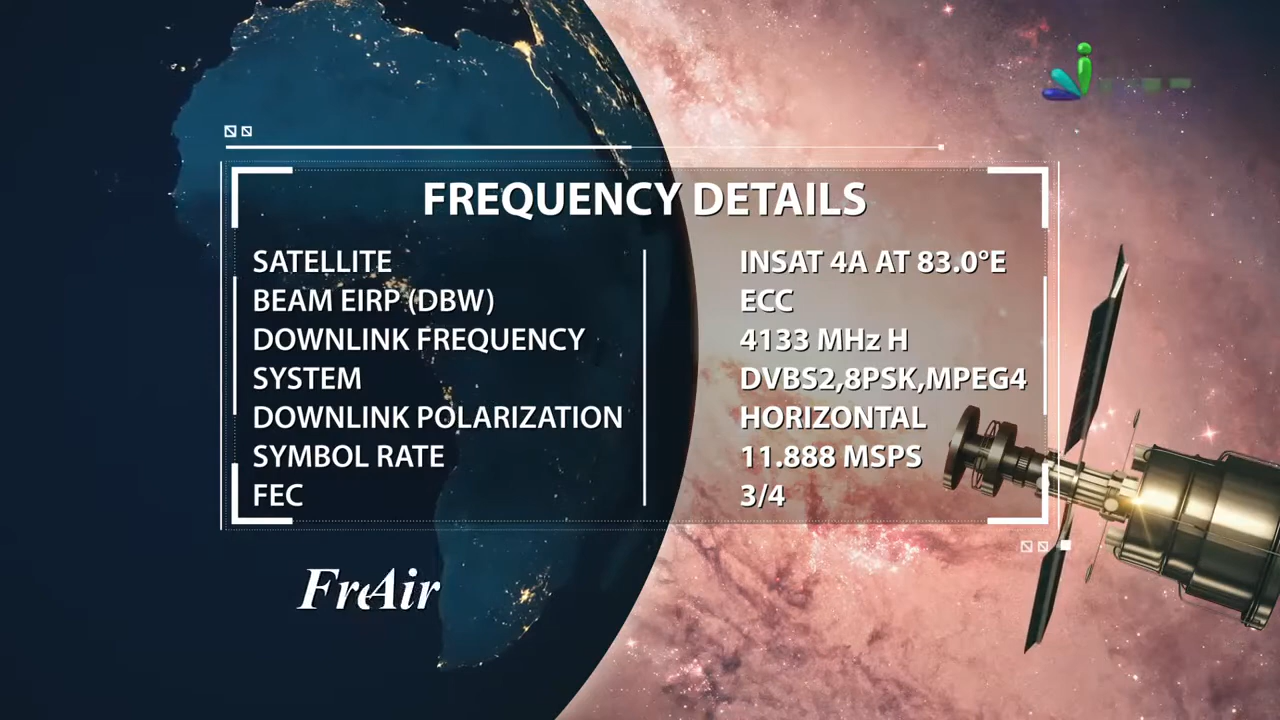 FREQUENCY DETAILS
SATELLITE INSAT 4A AT 83.0°E
BEAM EIRP (DBW) ECC
DOWNLINK FREQUENCY 4133 MHz H
SYSTEM DVBS2,8PSK,MPEG4
DOWNLINK POLARIZATION HORIZONTAL
SYMBOL RATE 11.888 MSPS
FEC 3/4